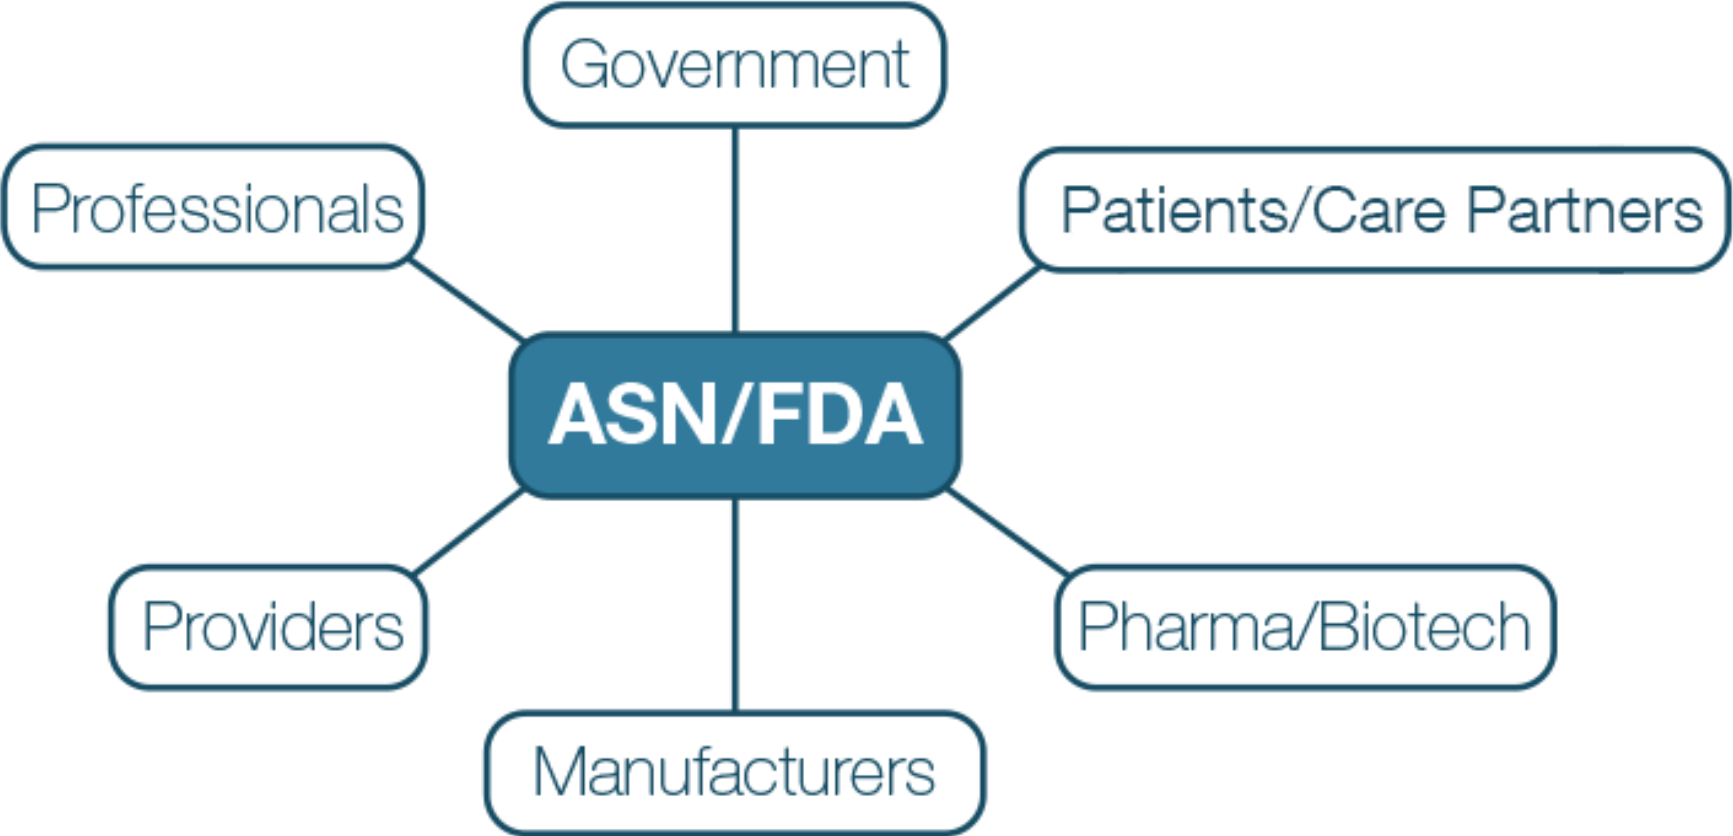 Government
Professionals
Patients/Care Partners
ASN/FDA
Providers
Pharma/Biotech
Manufacturers